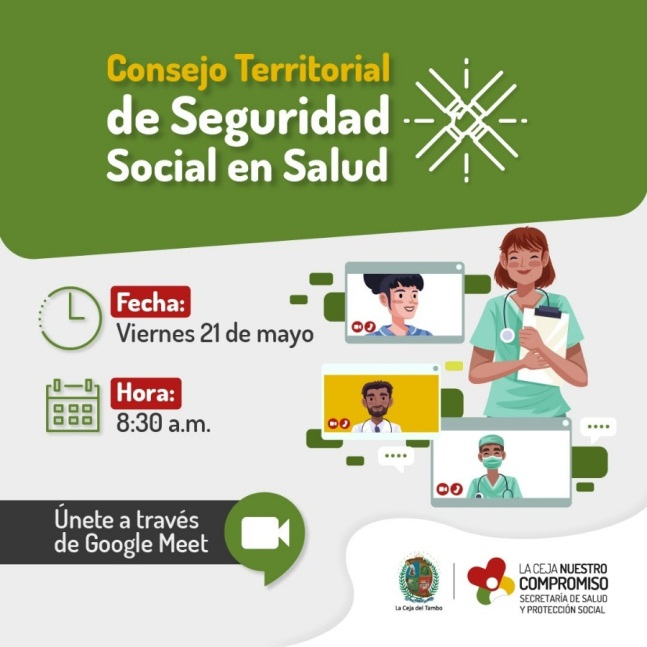 Consejo Territorial
de Seguridad
Social en Salud
Fecha:
Viernes 21 de mayo
Hora:
8:30 a.m.
Únete a través
de Google Meet
La Ceja del Tambo
LA CEJA NUESTRO
COMPROMISO
SECRETARÍA DE SALUD
Y PROTECCIÓN SOCIAL